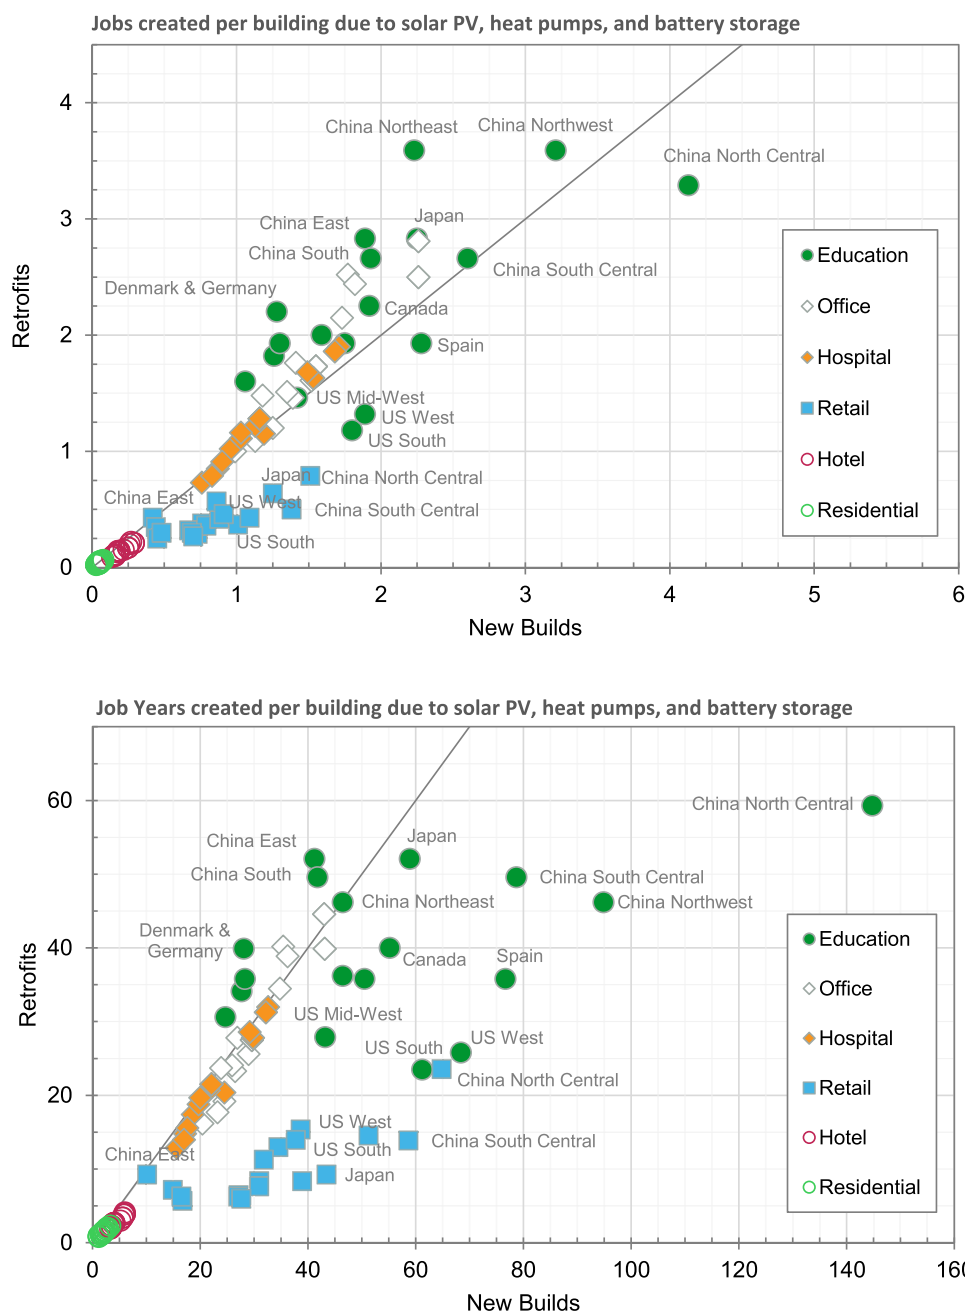 Jobs created per building due to solar PV, heat pumps, and battery storage
4
3
2
1
0
Retrofits
China Northeast
China Northwest
China North Central
China East
Japan
China South
China South Central
Denmark & Germany
Canada
Spain
US Mid-West
US West
US South
Japan
China North Central
China East
US West
China South Central
US South
Education
Office
Hospital
Retail
Hotel
Residential
0 1 2 3 4 5 6
New Builds
Job Years created per building due to solar PV, heat pumps, and battery storage
60
40
20
0
Retrofits
China North Central
China East
Japan
China South
China South Central
China Northeast
China Northwest
Denmark &
Germany
Canada
Spain
US Mid-West
US South
US West
China North Central
US West
China South Central
US South
China East
Japan
Education
Office
Hospital
Retail
Hotel
Residential
0 20 40 60 80 100 120 140 160
New Builds